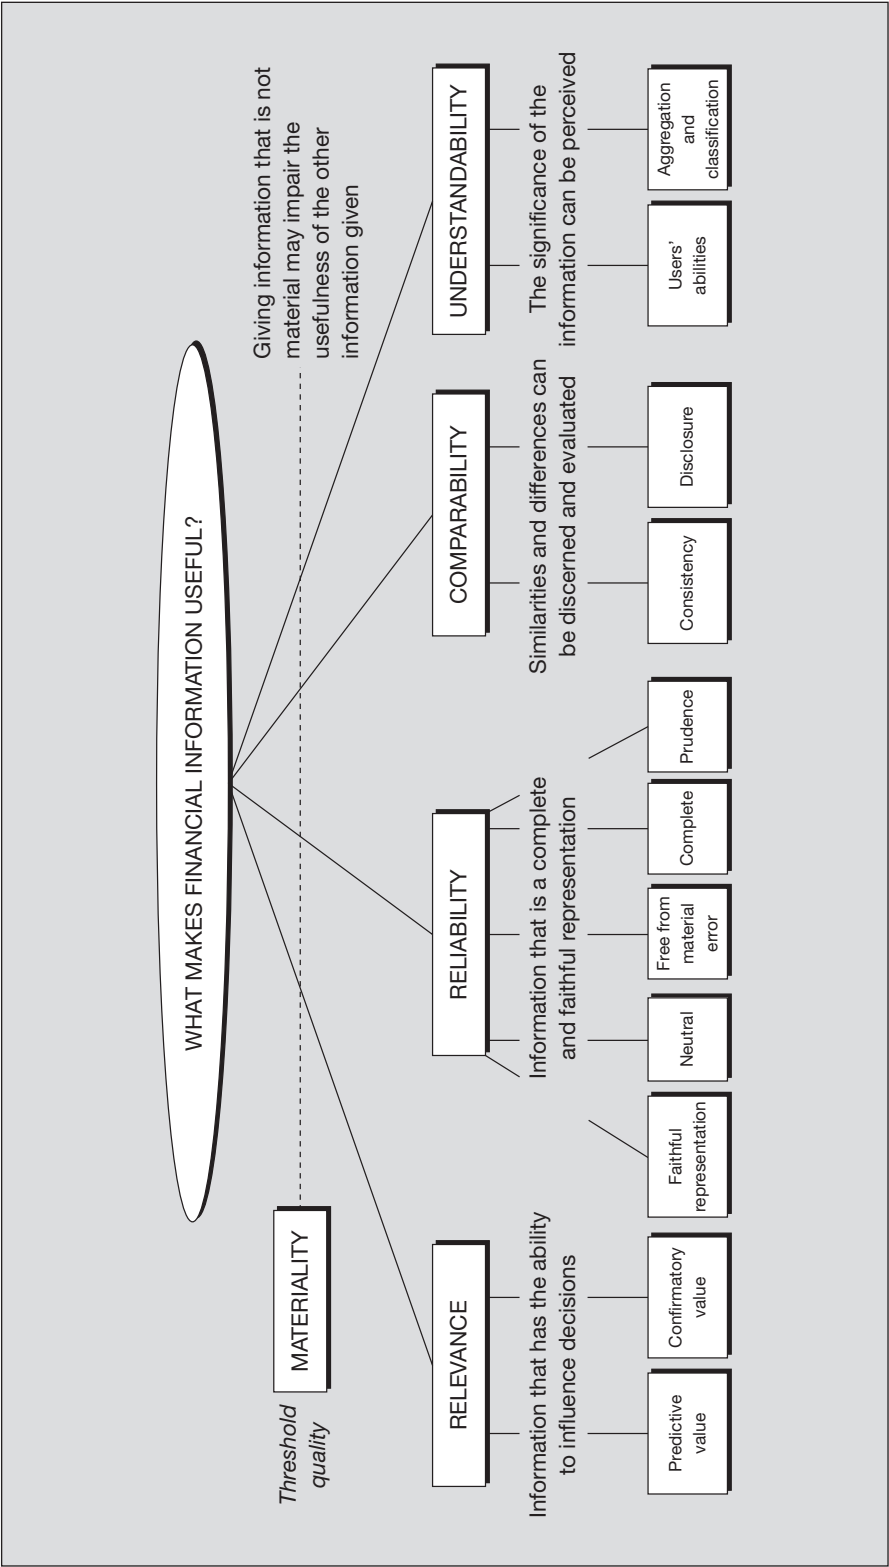 WHAT MAKES FINANCIAL INFORMATION USEFUL?
Threshold
quality
MATERIALITY
Giving information that is not
material may impair the
usefulness of the other
information given
RELEVANCE
Information that has the ability
to influence decisions
Predictive
value
Confirmatory
value
RELIABILITY
Information that is a complete
and faithful representation
Faithful
representation
Neutral
Free from
material
error
Complete
Prudence
COMPARABILITY
Similarities and differences can
be discerned and evaluated
Consistency
Disclosure
UNDERSTANDABILITY
The significance of the
information can be perceived
Users’
abilities
Aggregation
and
classification